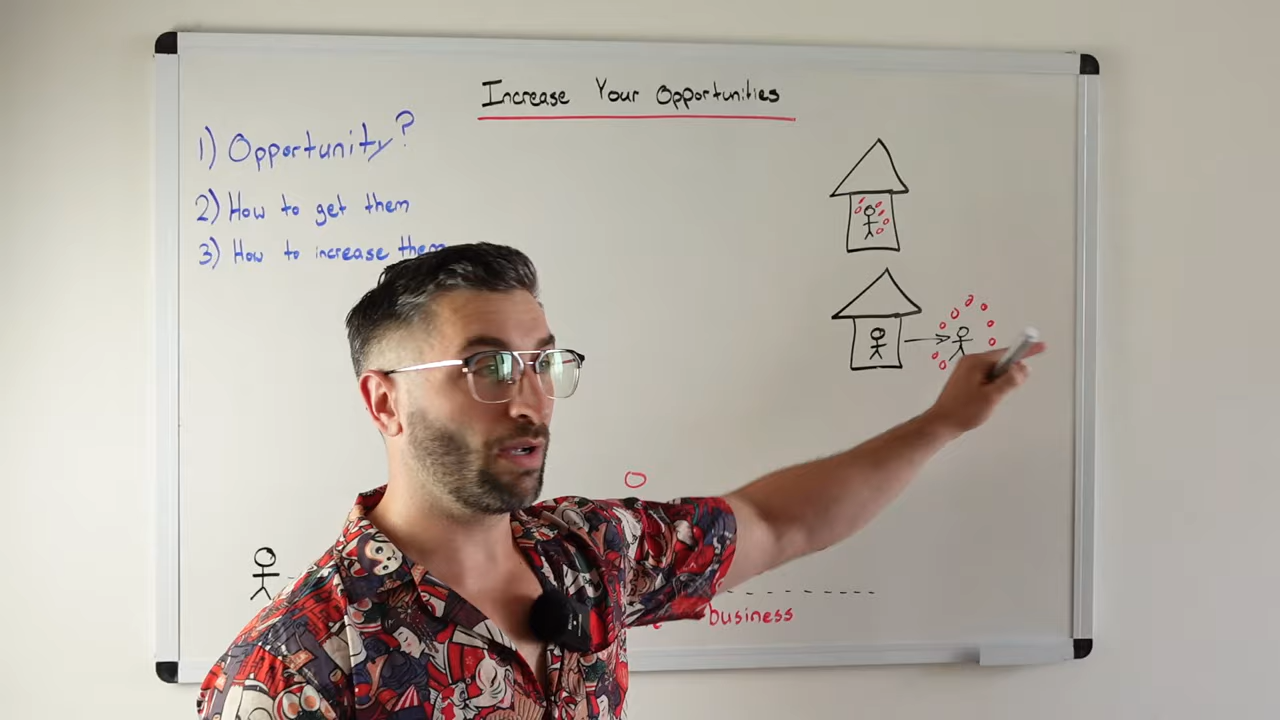 Increase Your Opportunities
1) Opportunity?
2) How to get them
3) How to increase them
business